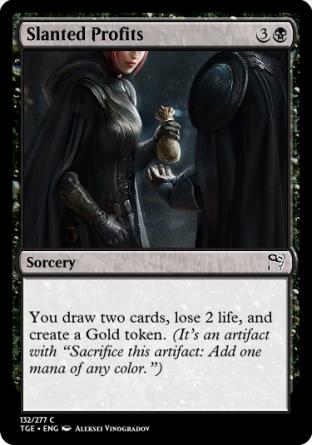 Slanted Profits 3
Sorcery
You draw two cards, lose 2 life, and
create a Gold token. (It's an artifact
with “Sacrifice this artifact: Add one
mana of any color.”)
132/277 C
TGE • ENG Aleksei Vinogradov